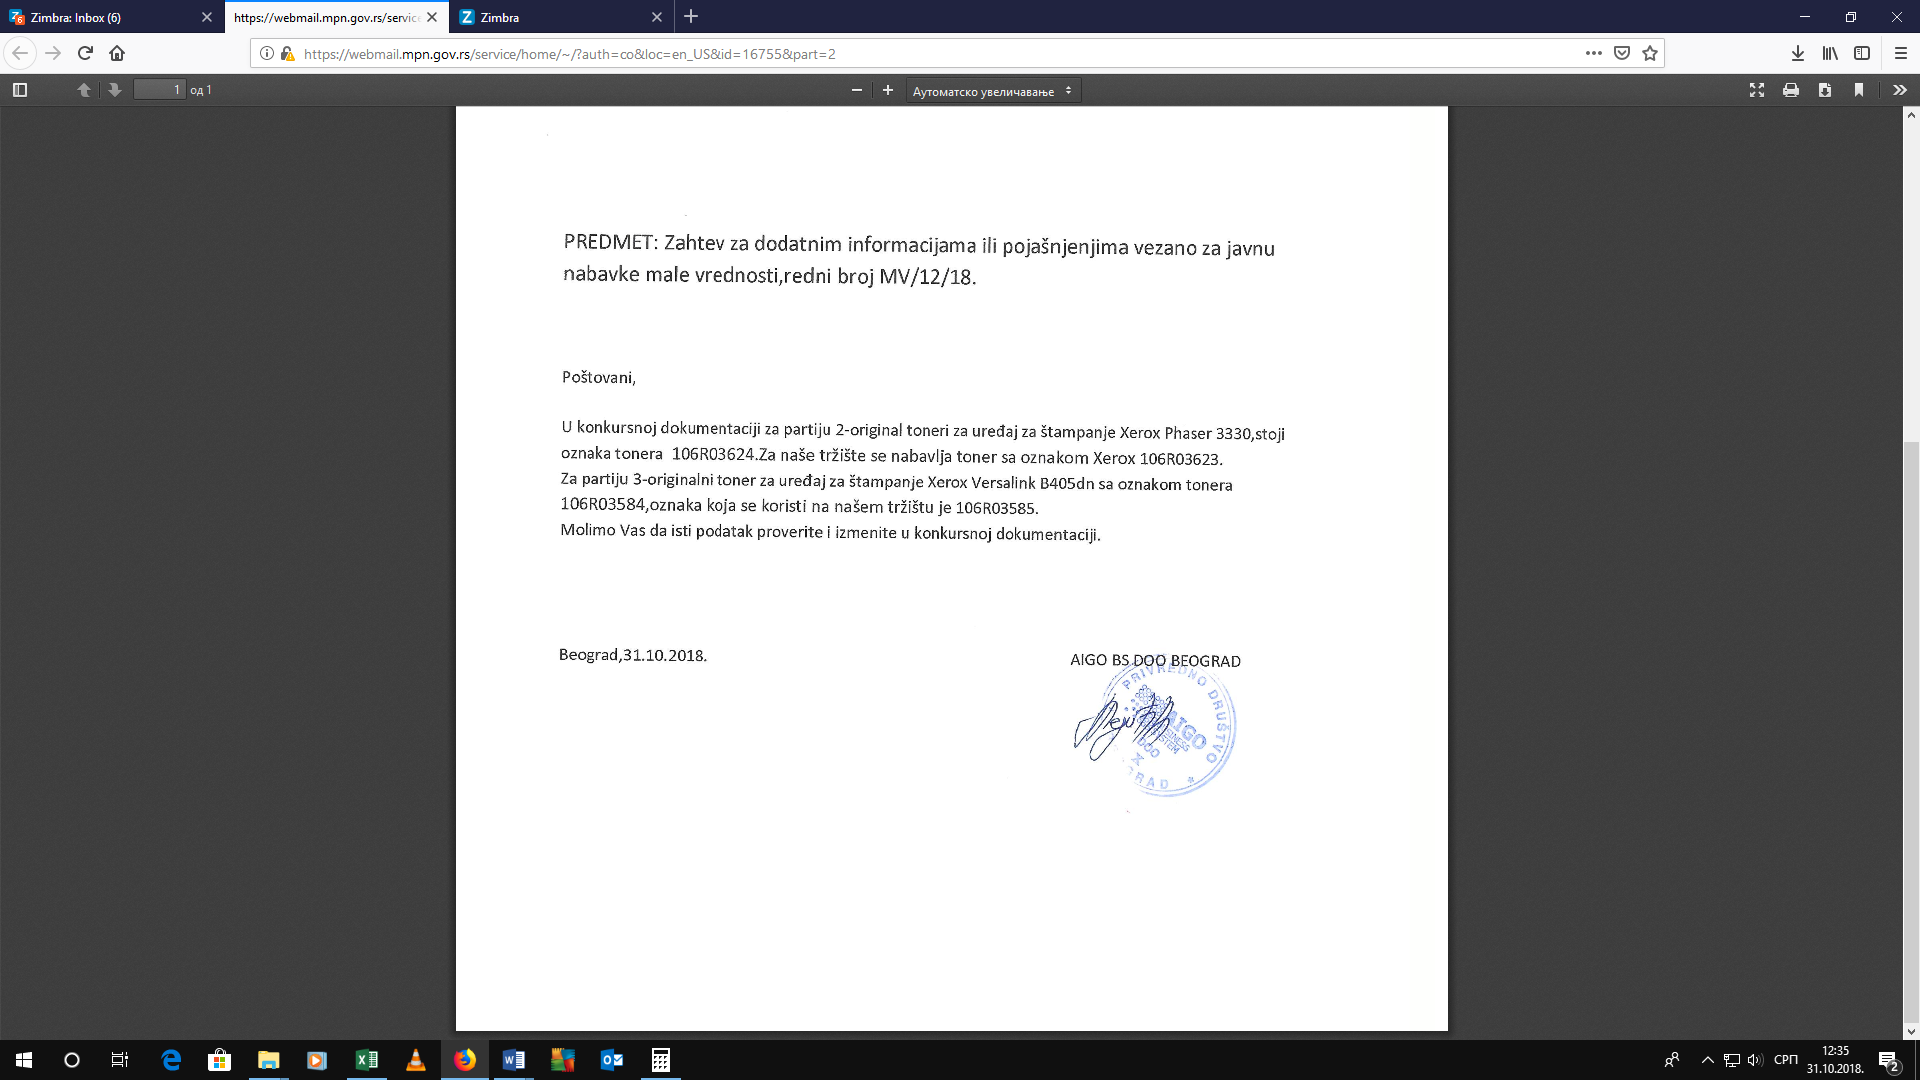 Zimbra: Inbox (6)
https://webmail.mpn.gov.rs/service
Zimbra
https://webmail.mpn.gov.rs/service/home/~/?auth=co&loc=en_US&id=16755&part=2
1 од 1
Аутоматско увеличавање
PREDMET: Zahtev za dodatnim informacijama ili pojašnjenjima vezano za javnu
nabavke male vrednosti,redni broj MV/12/18.
Poštovani,
U konkursnoj dokumentaciji za partiju 2-original toneri za uređaj za štampanje Xerox Phaser 3330,stoji
oznaka tonera 106R03624.Za naše tržište se nabavlja toner sa oznakom Xerox 106R03623.
Za partiju 3-originalni toner za uređaj za štampanje Xerox Versalink B405dn sa oznakom tonera
106R03584,oznaka koja se koristi na našem tržištu je 106R03585.
Molimo Vas da isti podatak proverite i izmenite u konkursnoj dokumentaciji.
Beograd,31.10.2018.
AIGO BS DOO BEOGRAD
PRIVREDNO DRUŠTVO
AIGO
DOO
СРП
12:35
31.10.2018.
2